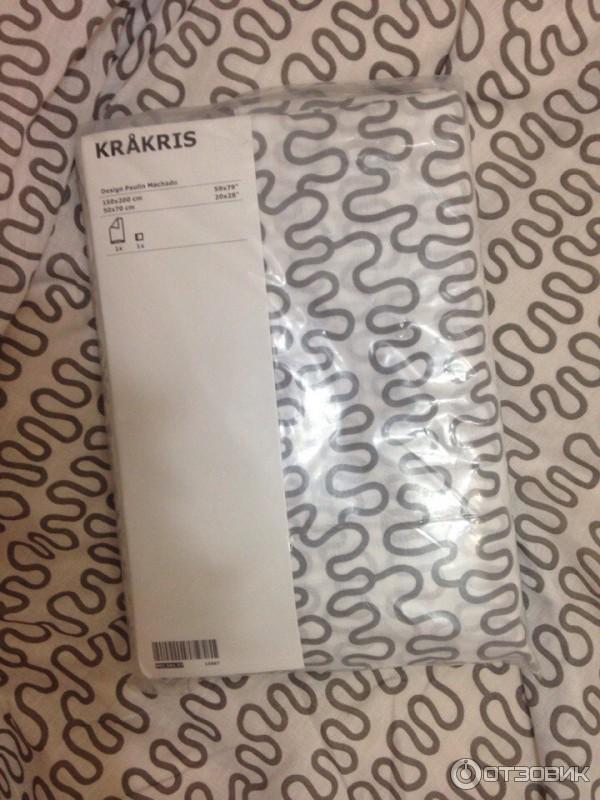 KRÅKRIS
Design Paulin Machado
150x200 cm 59x79"
50x70 cm 20x28"
1x 1x
ОТЗОВИК